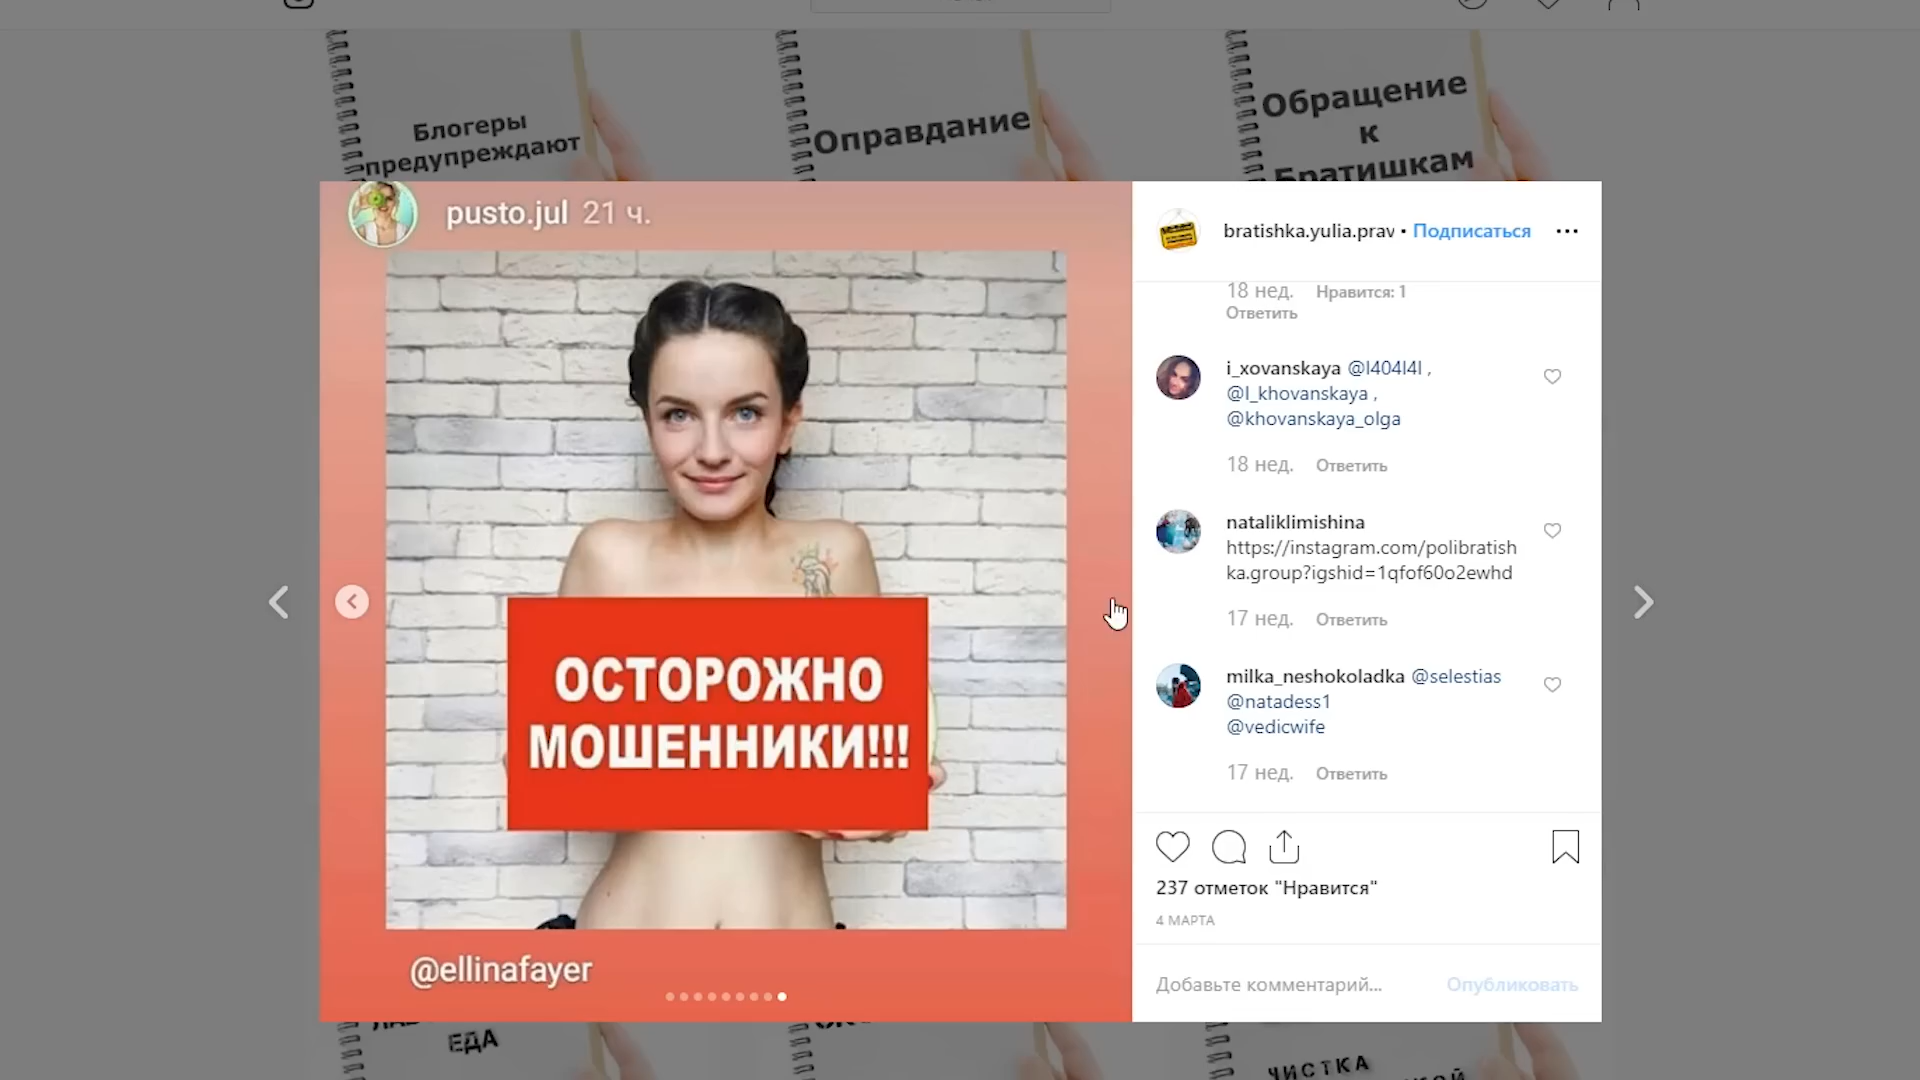 Блогеры
предупреждают
Оправдание
Обращение
к
Братишкам
pusto.jul 21 ч.
ОСТОРОЖНО
МОШЕННИКИ!!!
@ellinafayer
bratishka.yulia.prav • Подписаться
18 нед. Нравится: 1
Ответить
i_xovanskaya @l404l4l ,
@l_khovanskaya ,
@khovanskaya_olga
18 нед. Ответить
nataliklimishina
https://instagram.com/polibratish
ka.group?igshid=1qfof60o2ewhd
17 нед. Ответить
milka_neshokoladka @selestias
@natadess1
@vedicwife
17 нед. Ответить
237 отметок "Нравится"
4 МАРТА
Добавьте комментарий... Опубликовать
ЕДА
ЧИСТКА